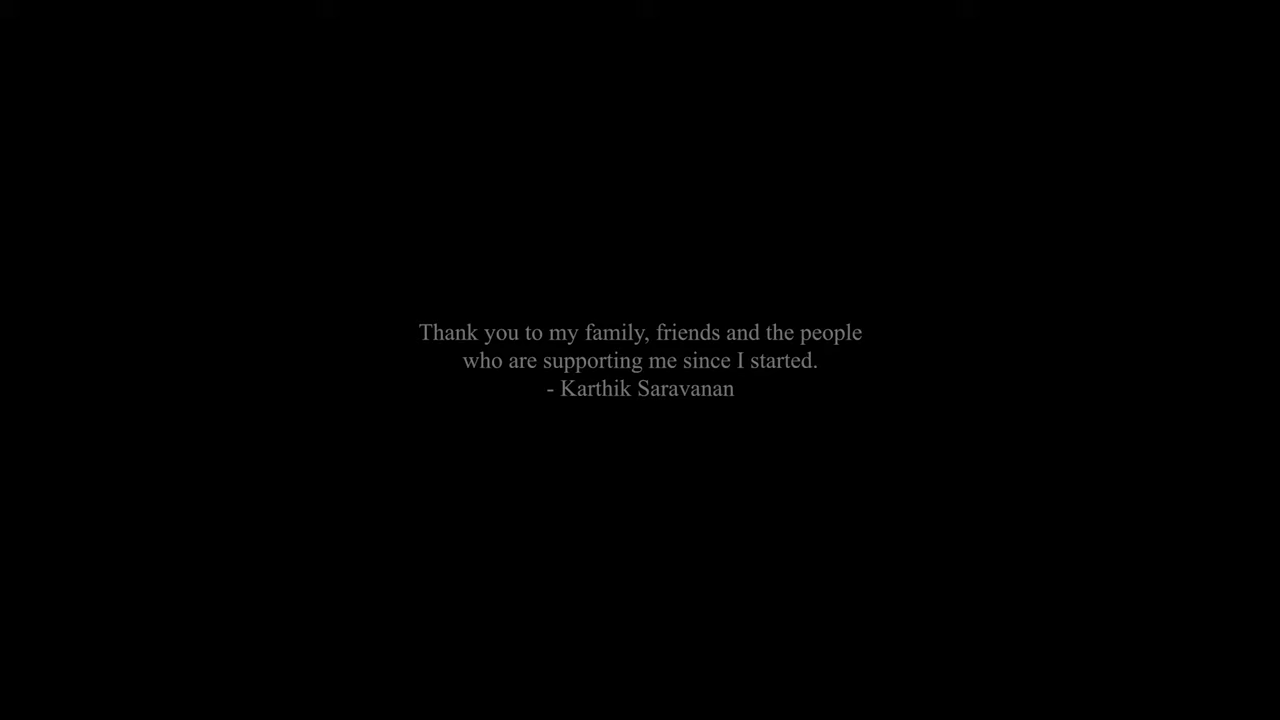 Thank you to my family, friends and the people
who are supporting me since I started.
- Karthik Saravanan